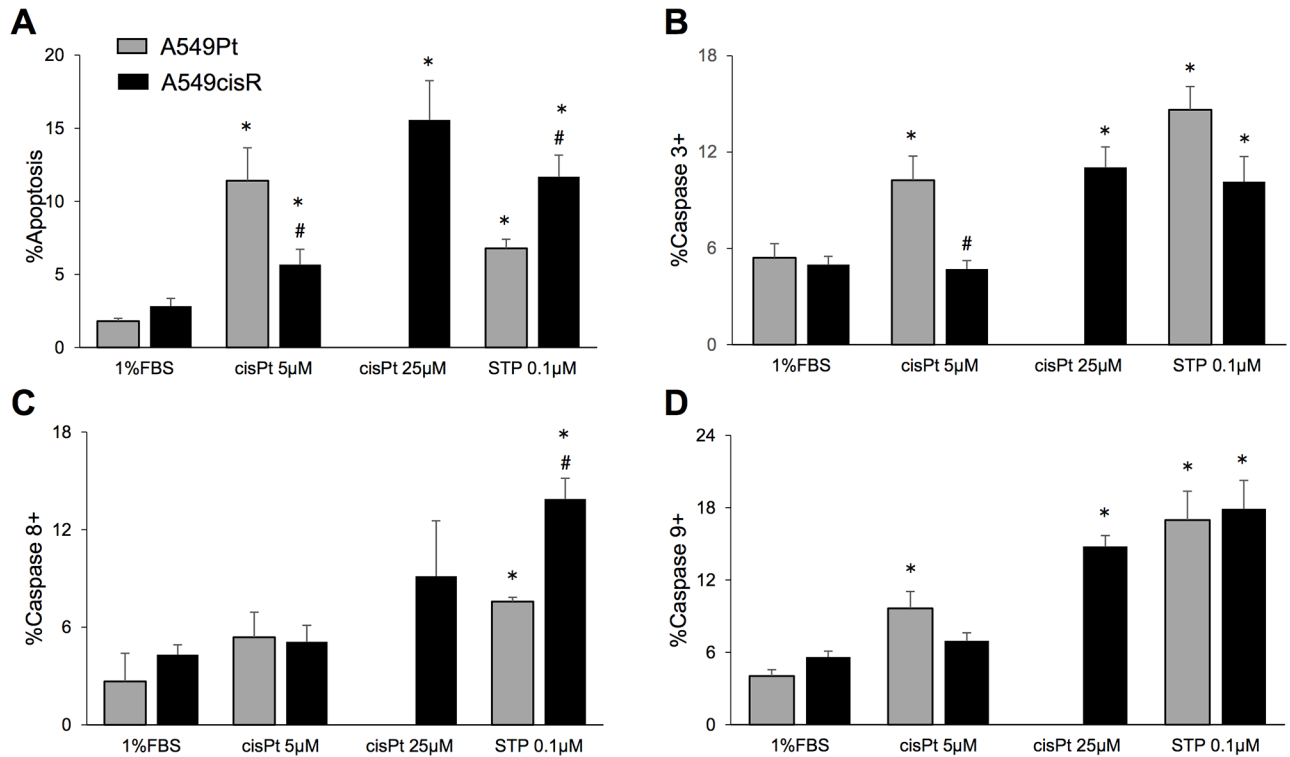 A
A549Pt
A549cisR
%Apoptosis
20
15
10
5
0
*
*
#
*
*
*
#
1%FBS
cisPt 5µM
cisPt 25µM
STP 0.1µM
B
%Caspase 3+
18
12
6
0
*
#
*
*
*
1%FBS
cisPt 5µM
cisPt 25µM
STP 0.1µM
C
%Caspase 8+
18
12
6
0
*
*
#
1%FBS
cisPt 5µM
cisPt 25µM
STP 0.1µM
D
%Caspase 9+
24
18
12
6
0
*
*
*
*
1%FBS
cisPt 5µM
cisPt 25µM
STP 0.1µM